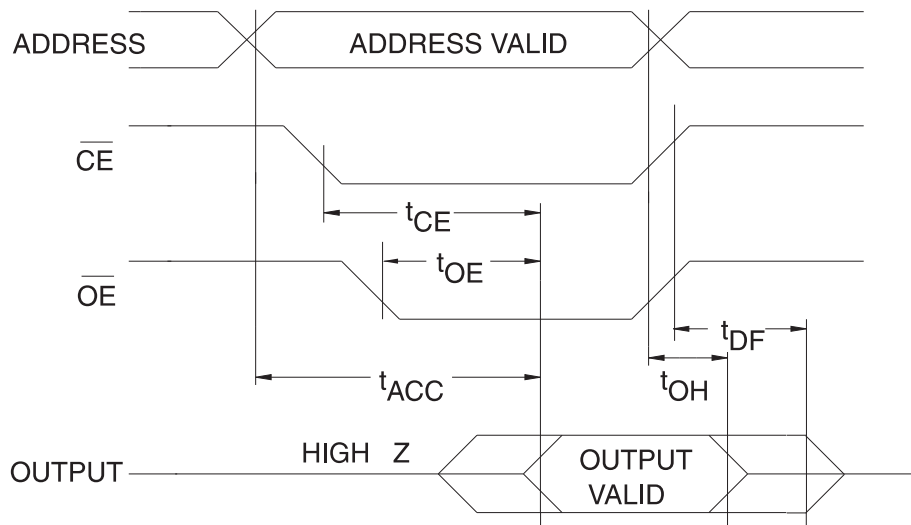 ADDRESS
ADDRESS VALID
CE
tCE
OE
tOE
tDF
tACC
tOH
OUTPUT
HIGH Z
OUTPUT
VALID